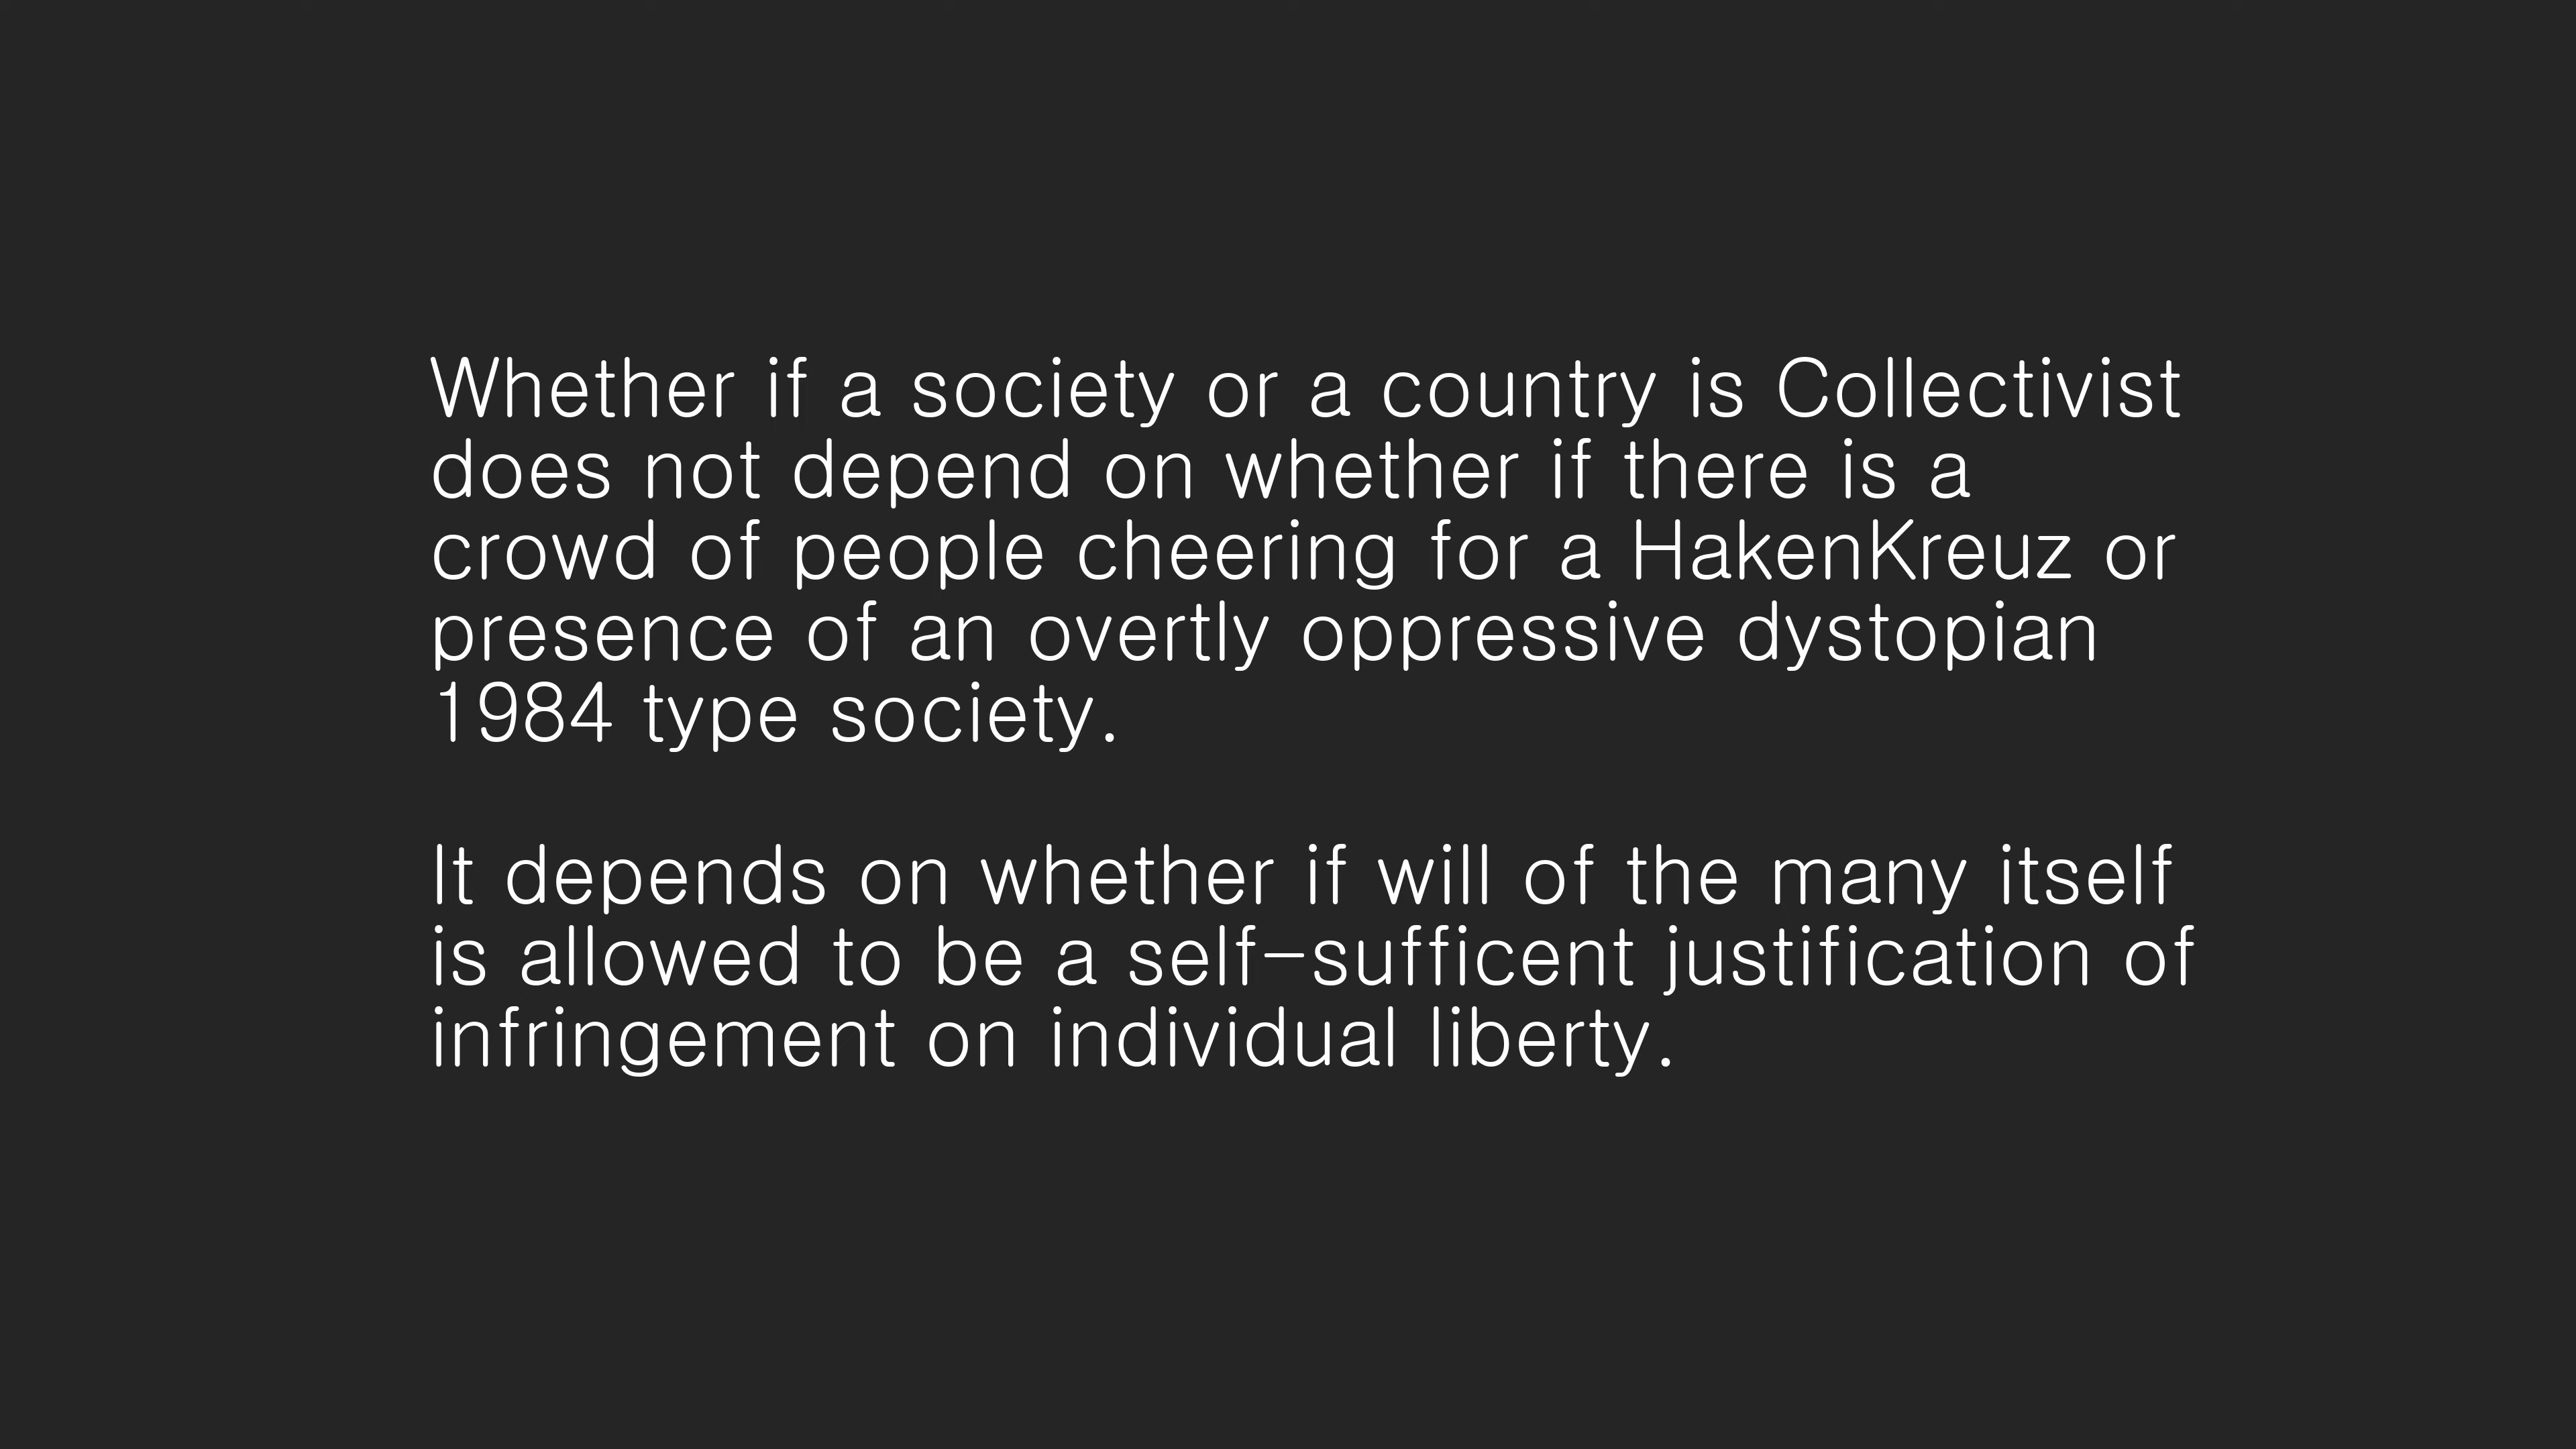 Whether if a society or a country is Collectivist
does not depend on whether if there is a
crowd of people cheering for a HakenKreuz or
presence of an overtly oppressive dystopian
1984 type society.
It depends on whether if will of the many itself
is allowed to be a self-sufficent justification of
infringement on individual liberty.